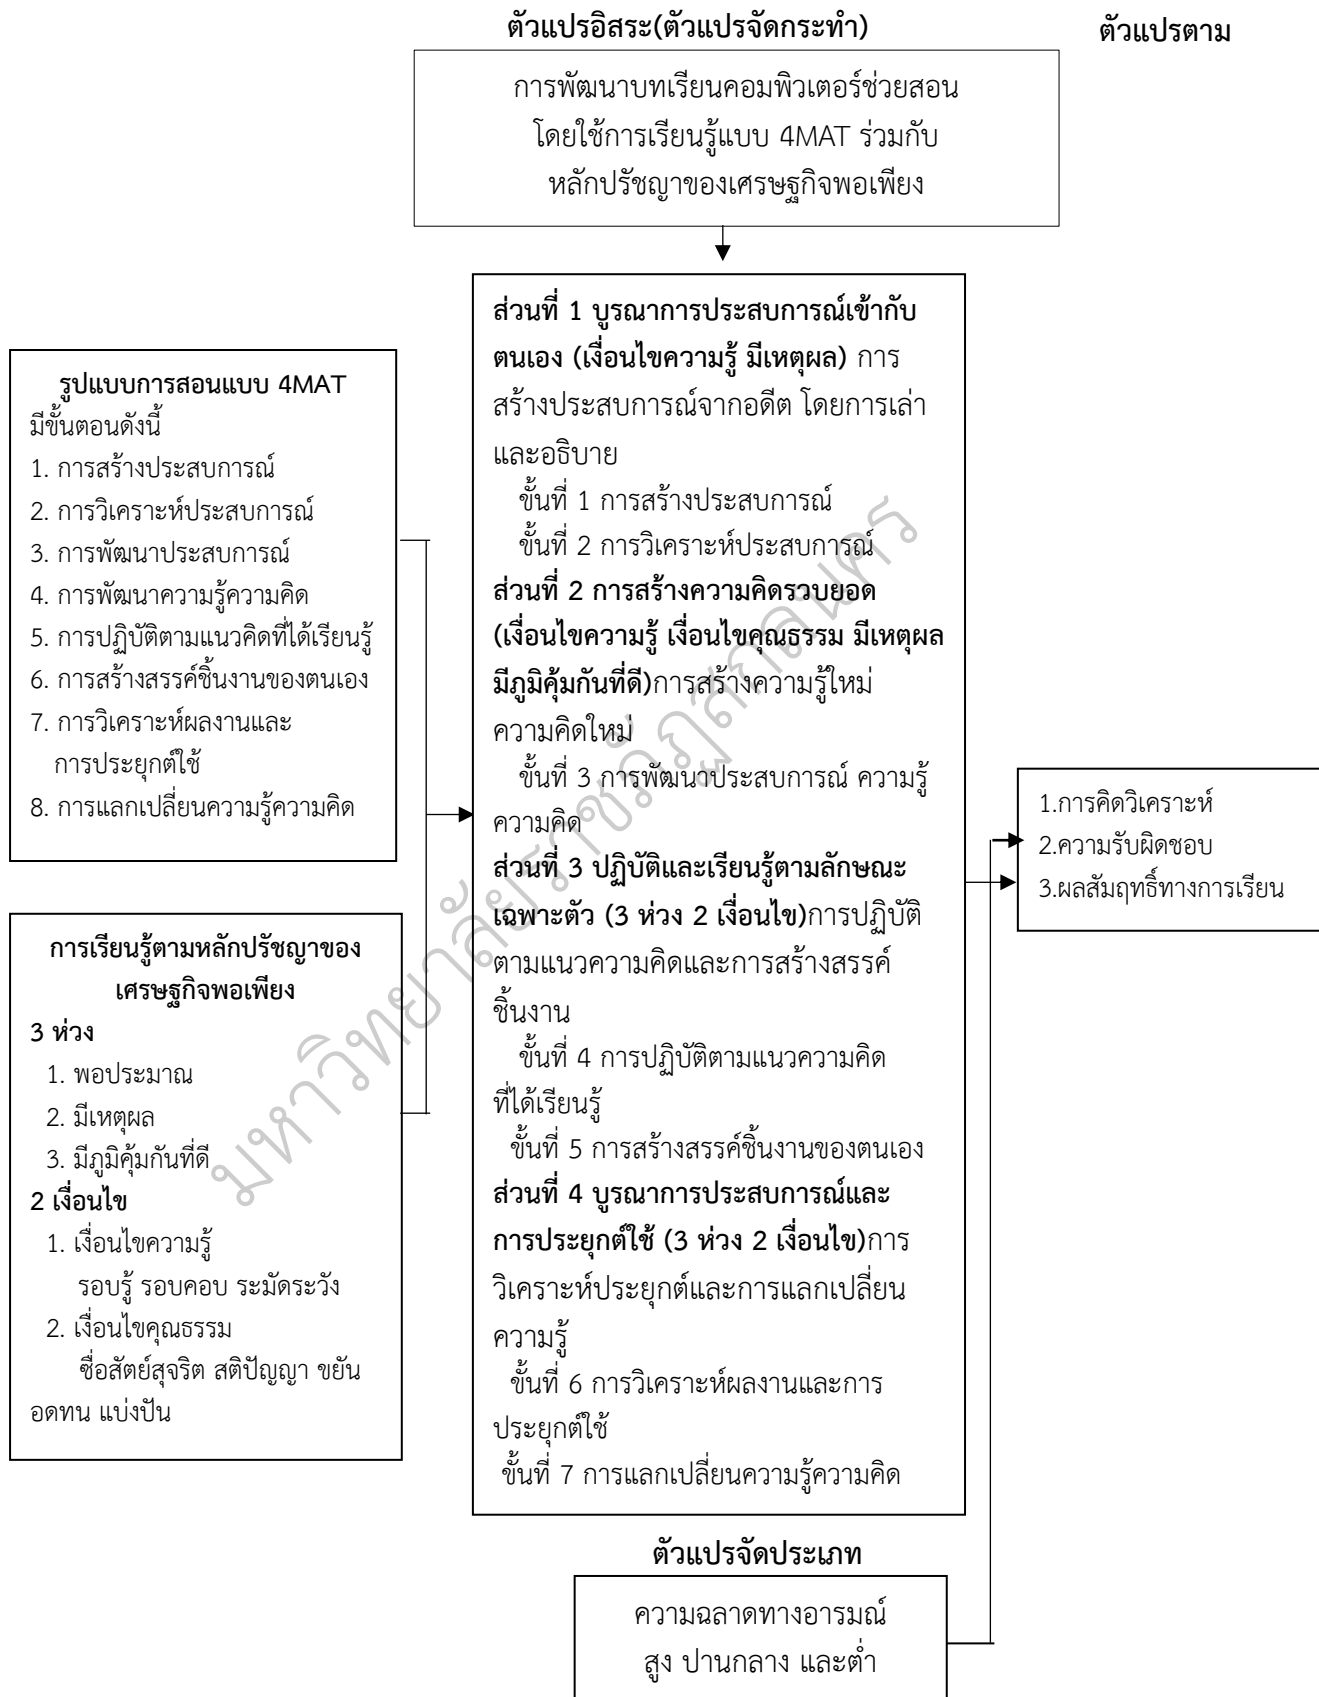 ตัวแปรอิสระ(ตัวแปรจัดกระทำ)
ตัวแปรตาม
การพัฒนาบทเรียนคอมพิวเตอร์ช่วยสอน
โดยใช้การเรียนรู้แบบ 4MAT ร่วมกับ
หลักปรัชญาของเศรษฐกิจพอเพียง
รูปแบบการสอนแบบ 4MAT
มีขั้นตอนดังนี้
1. การสร้างประสบการณ์
2. การวิเคราะห์ประสบการณ์
3. การพัฒนาประสบการณ์
4. การพัฒนาความรู้ความคิด
5. การปฏิบัติตามแนวคิดที่ได้เรียนรู้
6. การสร้างสรรค์ชิ้นงานของตนเอง
7. การวิเคราะห์ผลงานและ
การประยุกต์ใช้
8. การแลกเปลี่ยนความรู้ความคิด
การเรียนรู้ตามหลักปรัชญาของ
เศรษฐกิจพอเพียง
3 ห่วง
1. พอประมาณ
2. มีเหตุผล
3. มีภูมิคุ้มกันที่ดี
2 เงื่อนไข
1. เงื่อนไขความรู้
รอบรู้ รอบคอบ ระมัดระวัง
2. เงื่อนไขคุณธรรม
ซื่อสัตย์สุจริต สติปัญญา ขยัน
อดทน แบ่งปัน
ส่วนที่ 1 บูรณาการประสบการณ์เข้ากับ
ตนเอง (เงื่อนไขความรู้ มีเหตุผล) การ
สร้างประสบการณ์จากอดีต โดยการเล่า
และอธิบาย
ขั้นที่ 1 การสร้างประสบการณ์
ขั้นที่ 2 การวิเคราะห์ประสบการณ์
ส่วนที่ 2 การสร้างความคิดรวบยอด
(เงื่อนไขความรู้ เงื่อนไขคุณธรรม มีเหตุผล
มีภูมิคุ้มกันที่ดี)การสร้างความรู้ใหม่
ความคิดใหม่
ขั้นที่ 3 การพัฒนาประสบการณ์ ความรู้
ความคิด
ส่วนที่ 3 ปฏิบัติและเรียนรู้ตามลักษณะ
เฉพาะตัว (3 ห่วง 2 เงื่อนไข)การปฏิบัติ
ตามแนวความคิดและการสร้างสรรค์
ชิ้นงาน
ขั้นที่ 4 การปฏิบัติตามแนวความคิด
ที่ได้เรียนรู้
ขั้นที่ 5 การสร้างสรรค์ชิ้นงานของตนเอง
ส่วนที่ 4 บูรณาการประสบการณ์และ
การประยุกต์ใช้ (3 ห่วง 2 เงื่อนไข)การ
วิเคราะห์ประยุกต์และการแลกเปลี่ยน
ความรู้
ขั้นที่ 6 การวิเคราะห์ผลงานและการ
ประยุกต์ใช้
ขั้นที่ 7 การแลกเปลี่ยนความรู้ความคิด
1.การคิดวิเคราะห์
2.ความรับผิดชอบ
3.ผลสัมฤทธิ์ทางการเรียน
ตัวแปรจัดประเภท
ความฉลาดทางอารมณ์
สูง ปานกลาง และต่ำ
มหาวิทยาลัยราชภัฏสกลนคร